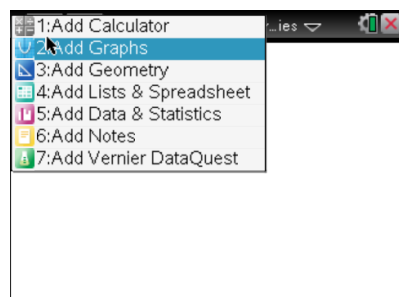 1:Add Calculator
…ies
2:Add Graphs
3:Add Geometry
4:Add Lists & Spreadsheet
5:Add Data & Statistics
6:Add Notes
7:Add Vernier DataQuest